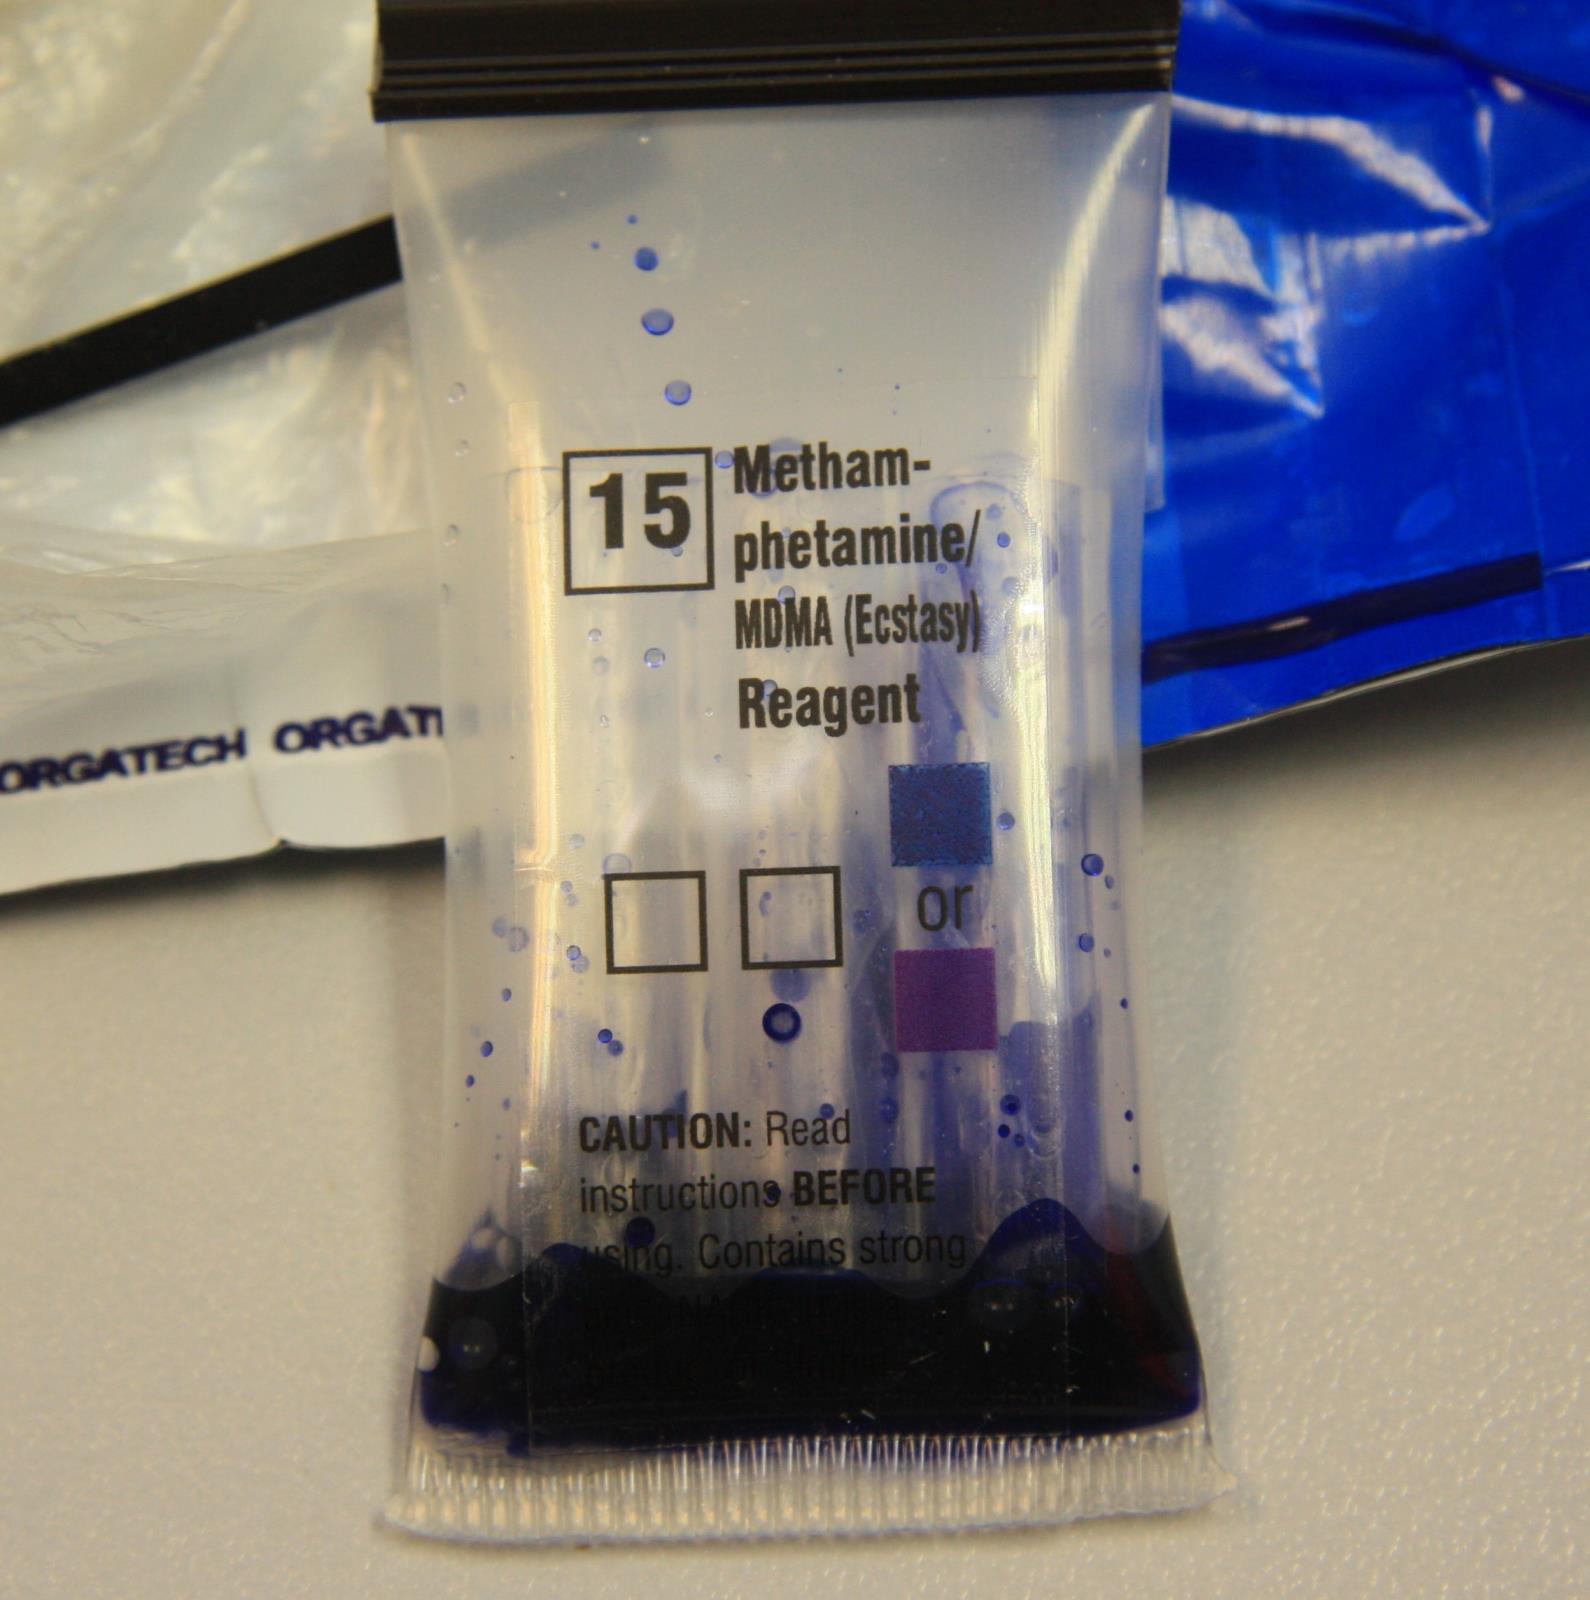 15
Metham-
phetamine/
MDMA (Ecstasy)
Reagent
ORGATECH ORGAT
or
CAUTION: Read
instructions BEFORE
using. Contains strong